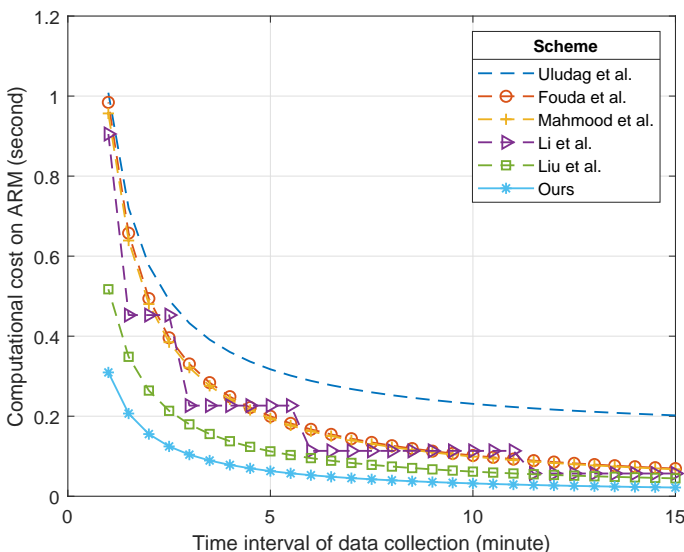 1.2
1
0.8
0.6
0.4
0.2
0
0
5
10
15
Computational cost on ARM (second)
Time interval of data collection (minute)
Scheme
Uludag et al.
Fouda et al.
Mahmood et al.
Li et al.
Liu et al.
Ours